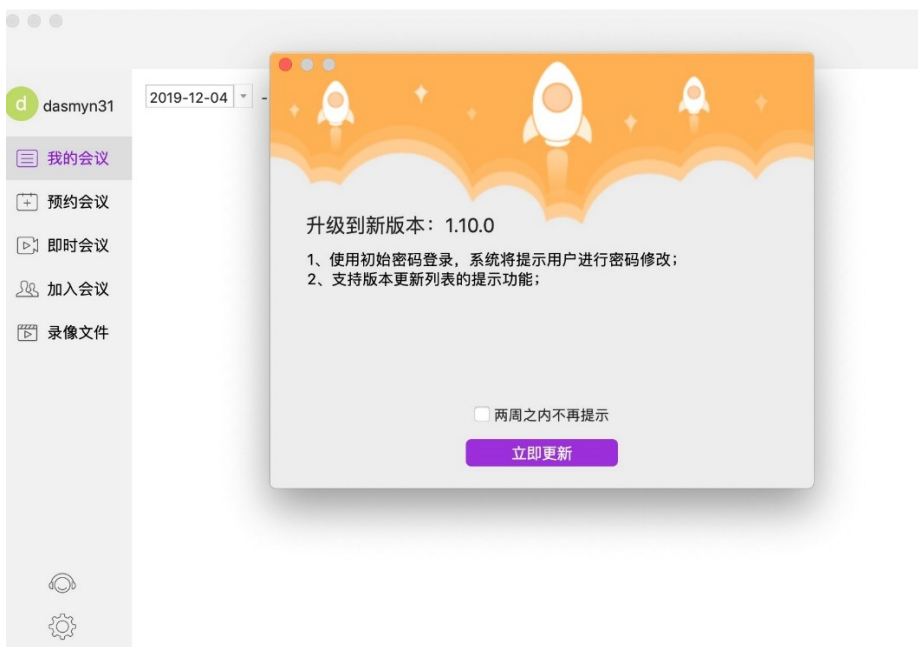 d dasmyn31
2019-12-04 -
我的会议
预约会议
即时会议
加入会议
录像文件
升级到新版本：1.10.0
1、使用初始密码登录，系统将提示用户进行密码修改；
2、支持版本更新列表的提示功能；
两周之内不再提示
立即更新